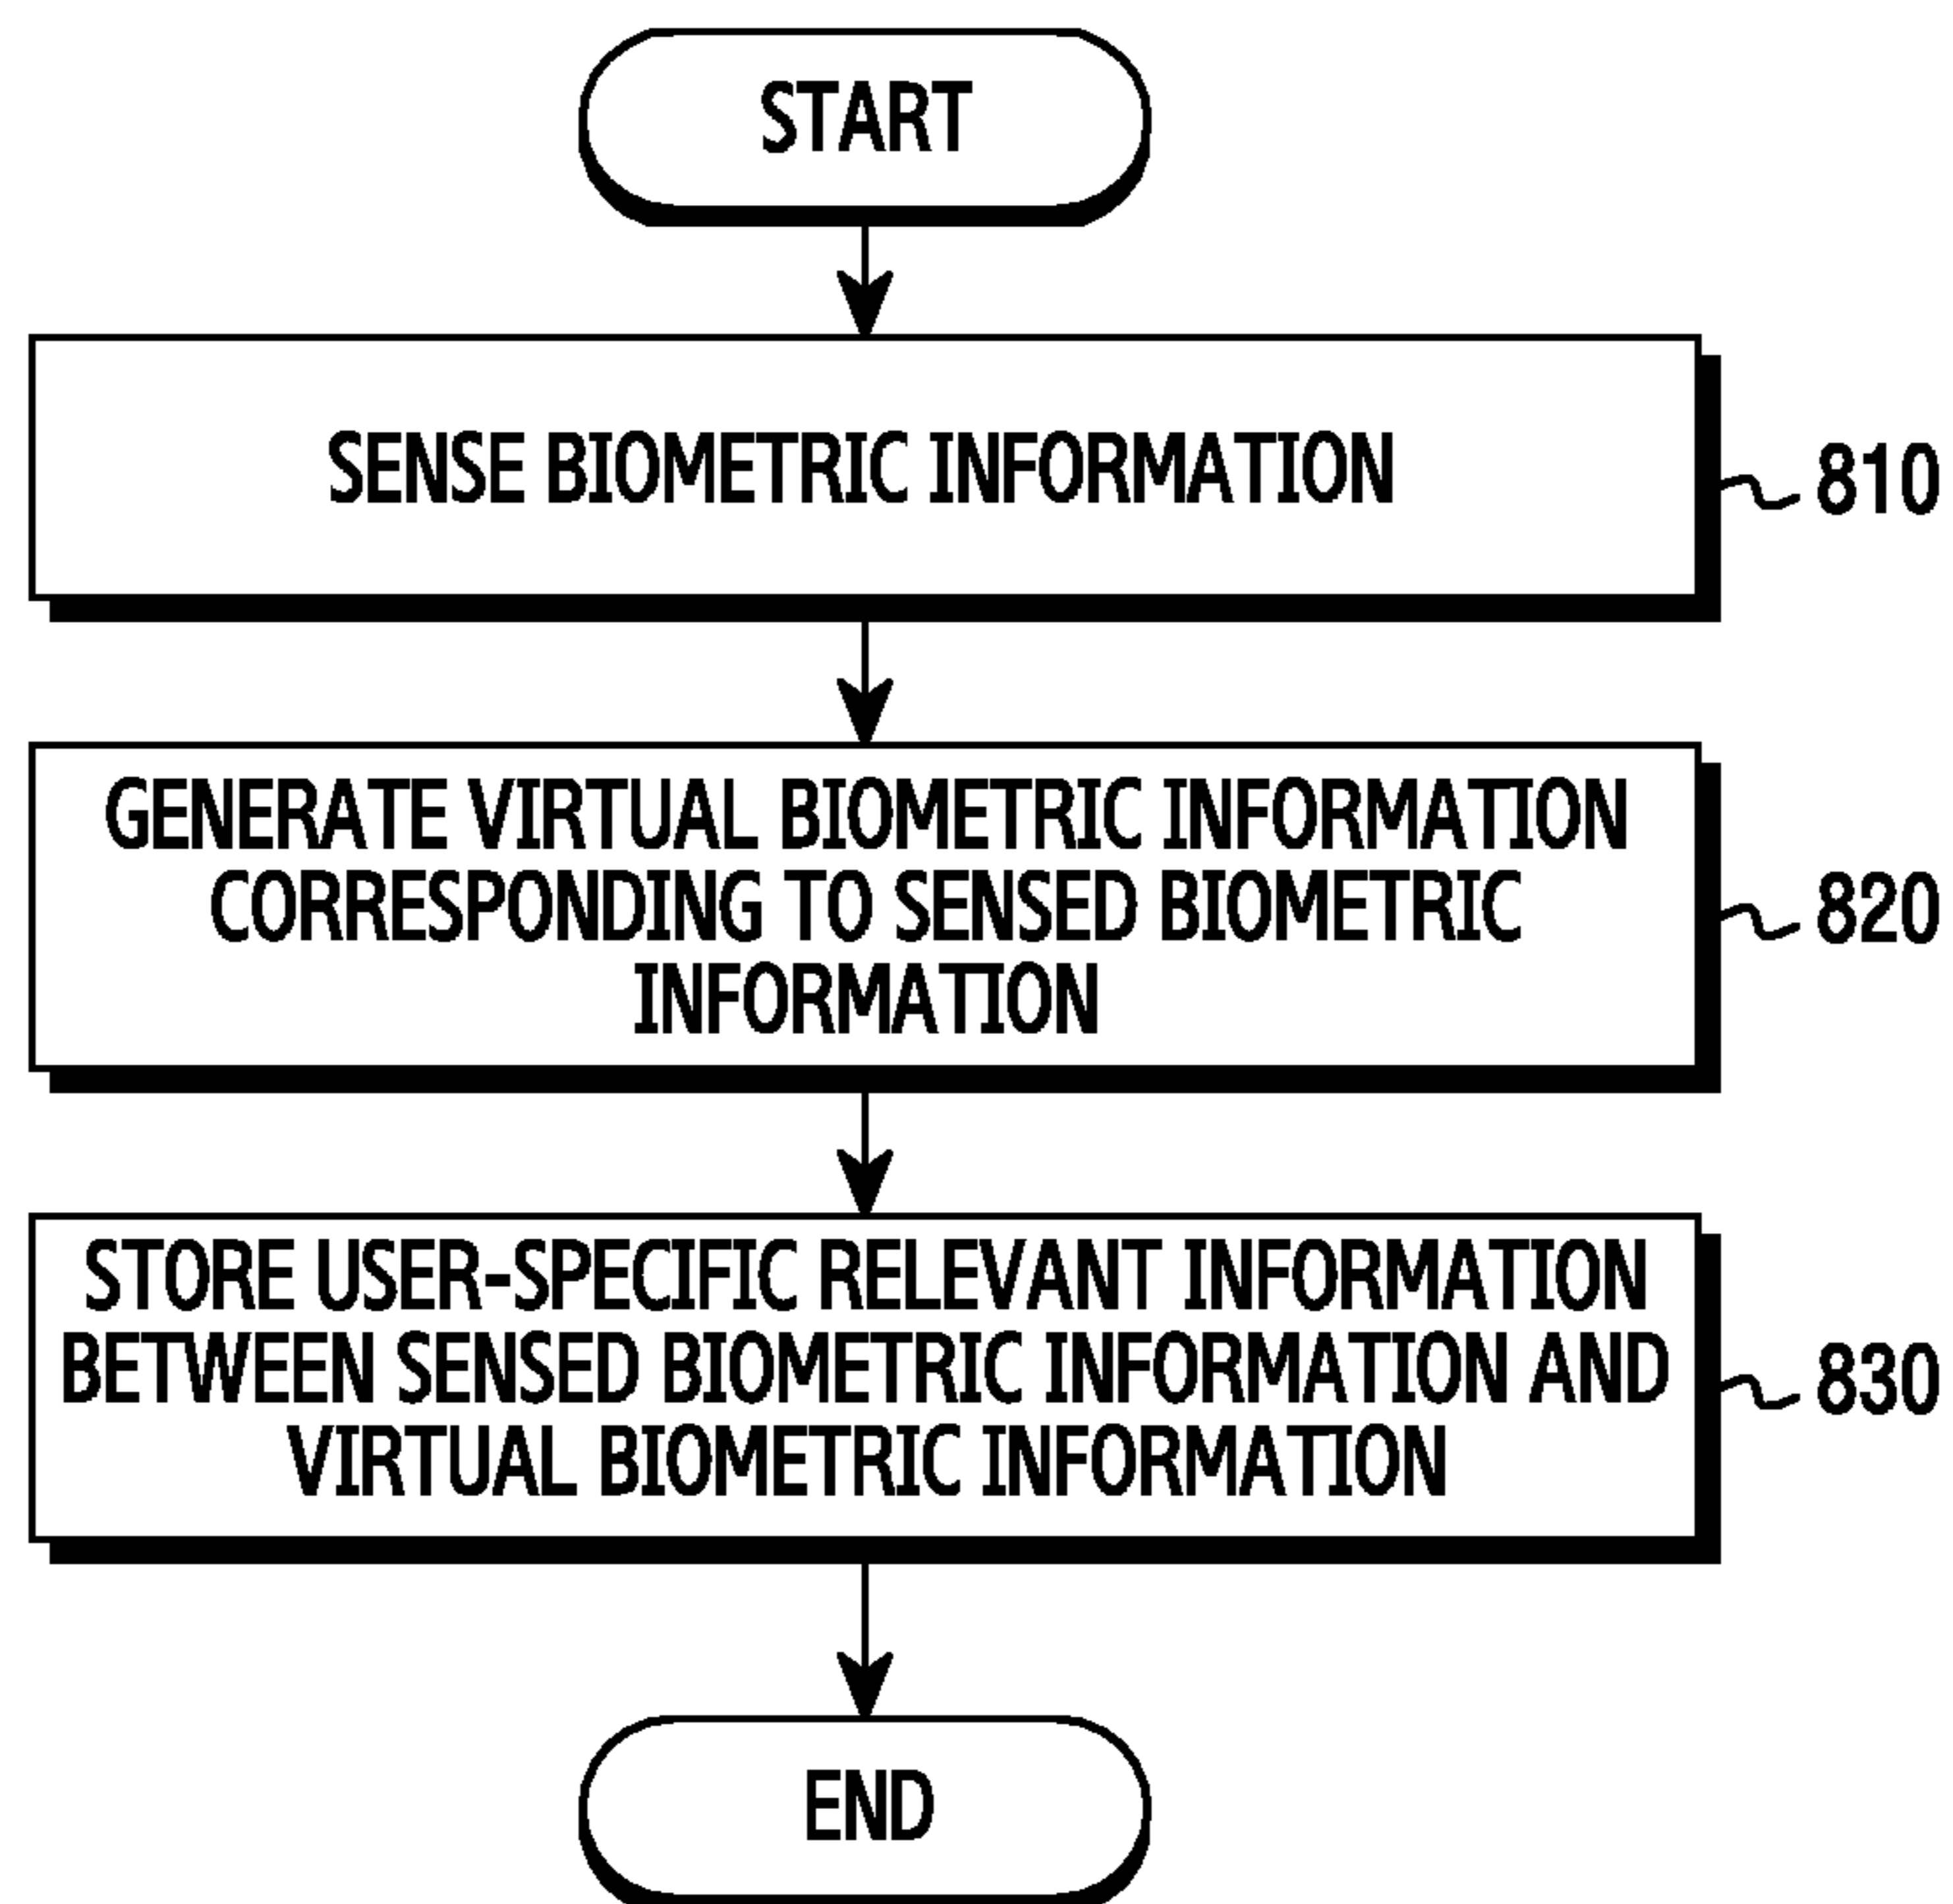 START
SENSE BIOMETRIC INFORMATION
810
GENERATE VIRTUAL BIOMETRIC INFORMATION
CORRESPONDING TO SENSED BIOMETRIC
INFORMATION
820
STORE USER-SPECIFIC RELEVANT INFORMATION
BETWEEN SENSED BIOMETRIC INFORMATION AND
VIRTUAL BIOMETRIC INFORMATION
830
END